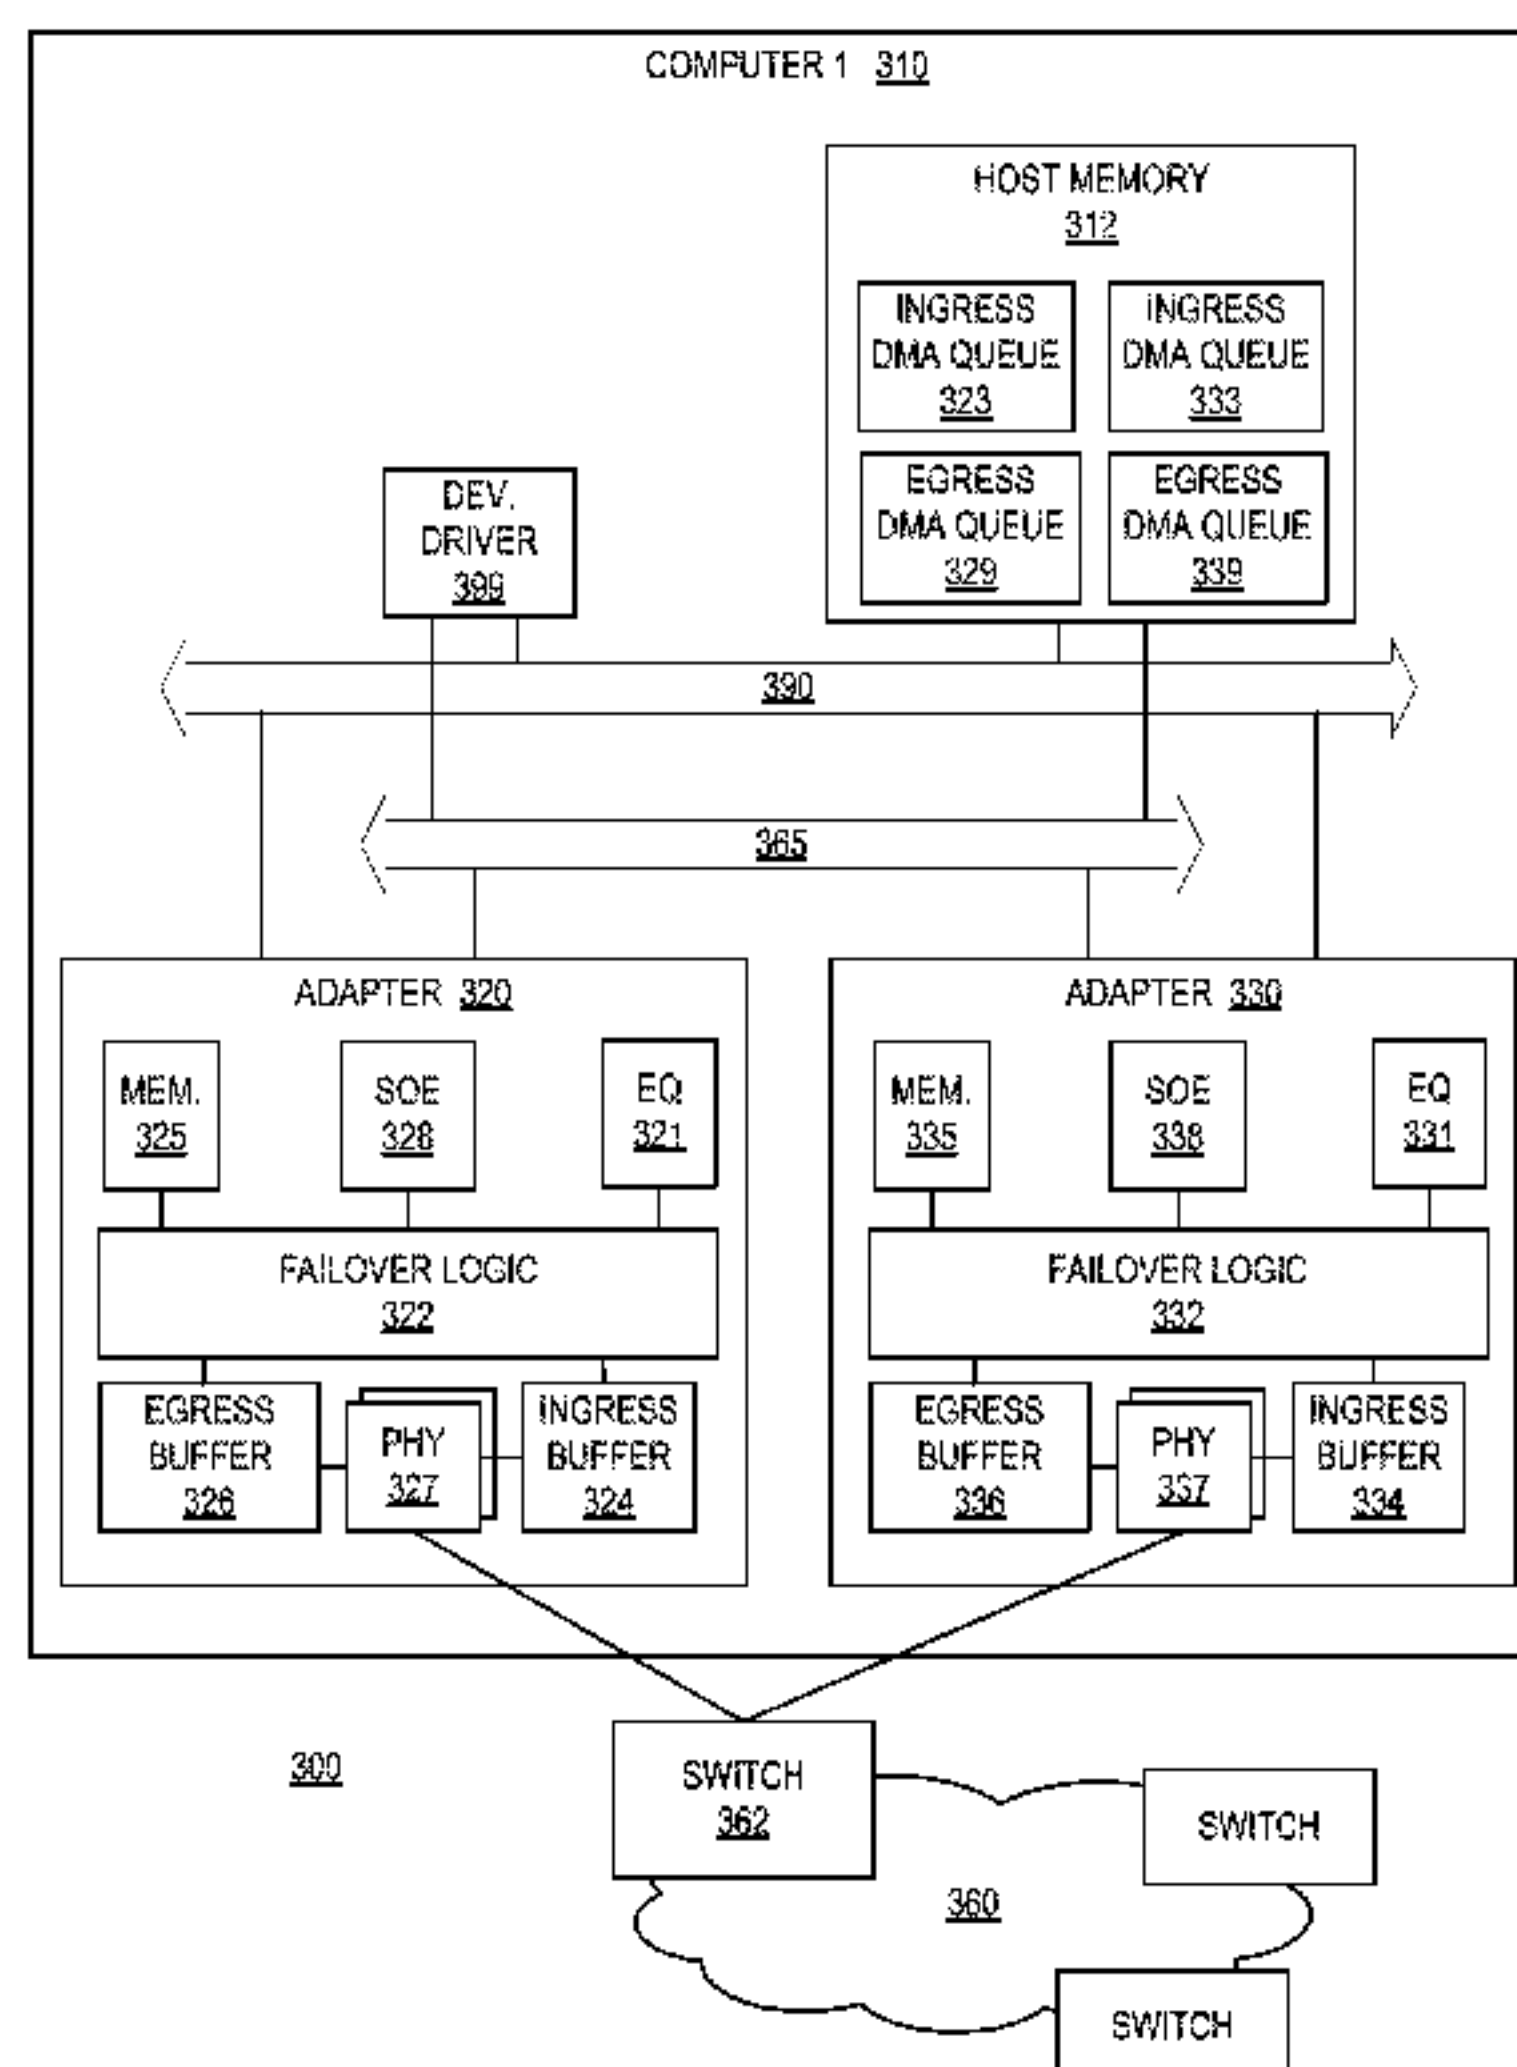 COMPUTER 1 310
HOST MEMORY
312
INGRESS
DMA QUEUE
323
INGRESS
DMA QUEUE
333
EGRESS
DMA QUEUE
329
EGRESS
DMA QUEUE
339
DEV.
DRIVER
399
390
365
ADAPTER 320
MEM.
325
SOE
328
EQ
321
FAILOVER LOGIC
322
EGRESS
BUFFER
326
PHY
327
INGRESS
BUFFER
324
ADAPTER 330
MEM.
335
SOE
338
EQ
331
FAILOVER LOGIC
332
EGRESS
BUFFER
336
PHY
337
INGRESS
BUFFER
334
300
SWITCH
362
SWITCH
360
SWITCH